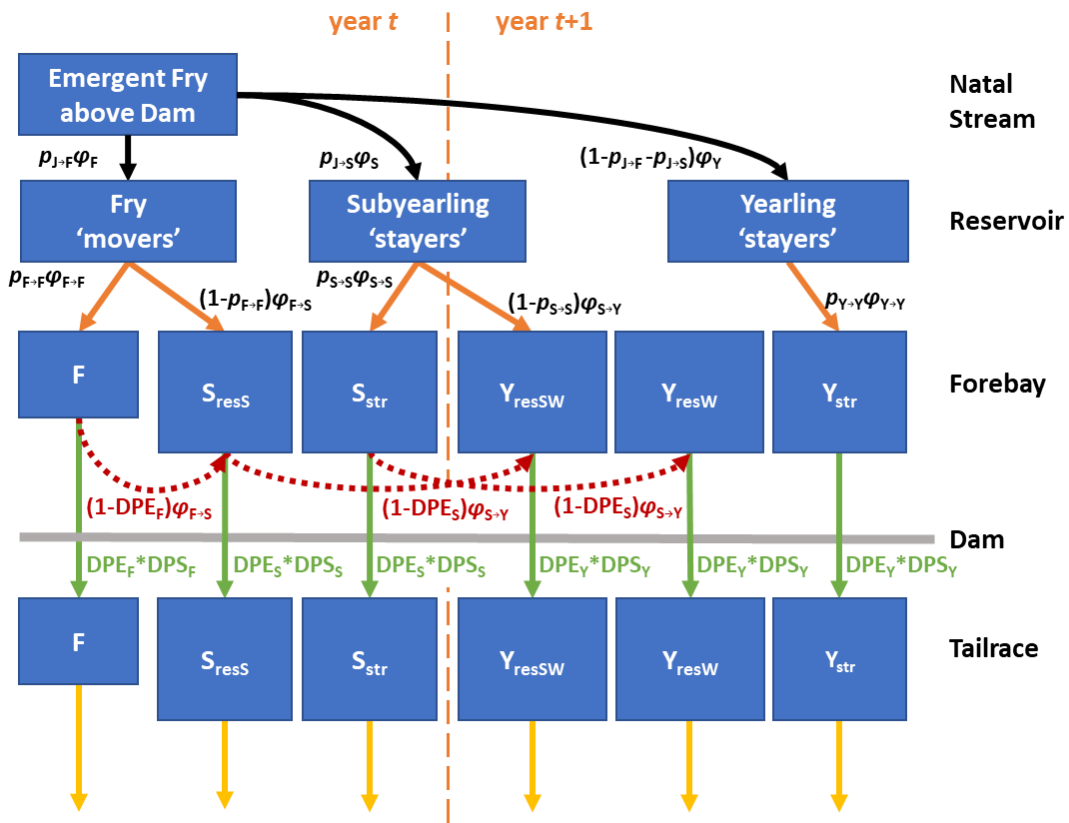 year t
year t+1
Emergent Fry
above Dam
Natal
Stream
pJ→FφF
pJ→SφS
(1-pJ→F-pJ→S)φY
Fry
‘movers’
Subyearling
‘stayers’
Yearling
‘stayers’
Reservoir
pF→FφF→F
(1-pF→F)φF→S
pS→SφS→S
(1-pS→S)φS→Y
pY→YφY→Y
F
SresS
Sstr
YresSW
YresW
Ystr
Forebay
(1-DPEF)φF→S
(1-DPES)φS→Y
(1-DPES)φS→Y
Dam
DPEF*DPSF
DPES*DPSS
DPES*DPSS
DPEY*DPSY
DPEY*DPSY
DPEY*DPSY
F
SresS
Sstr
YresSW
YresW
Ystr
Tailrace